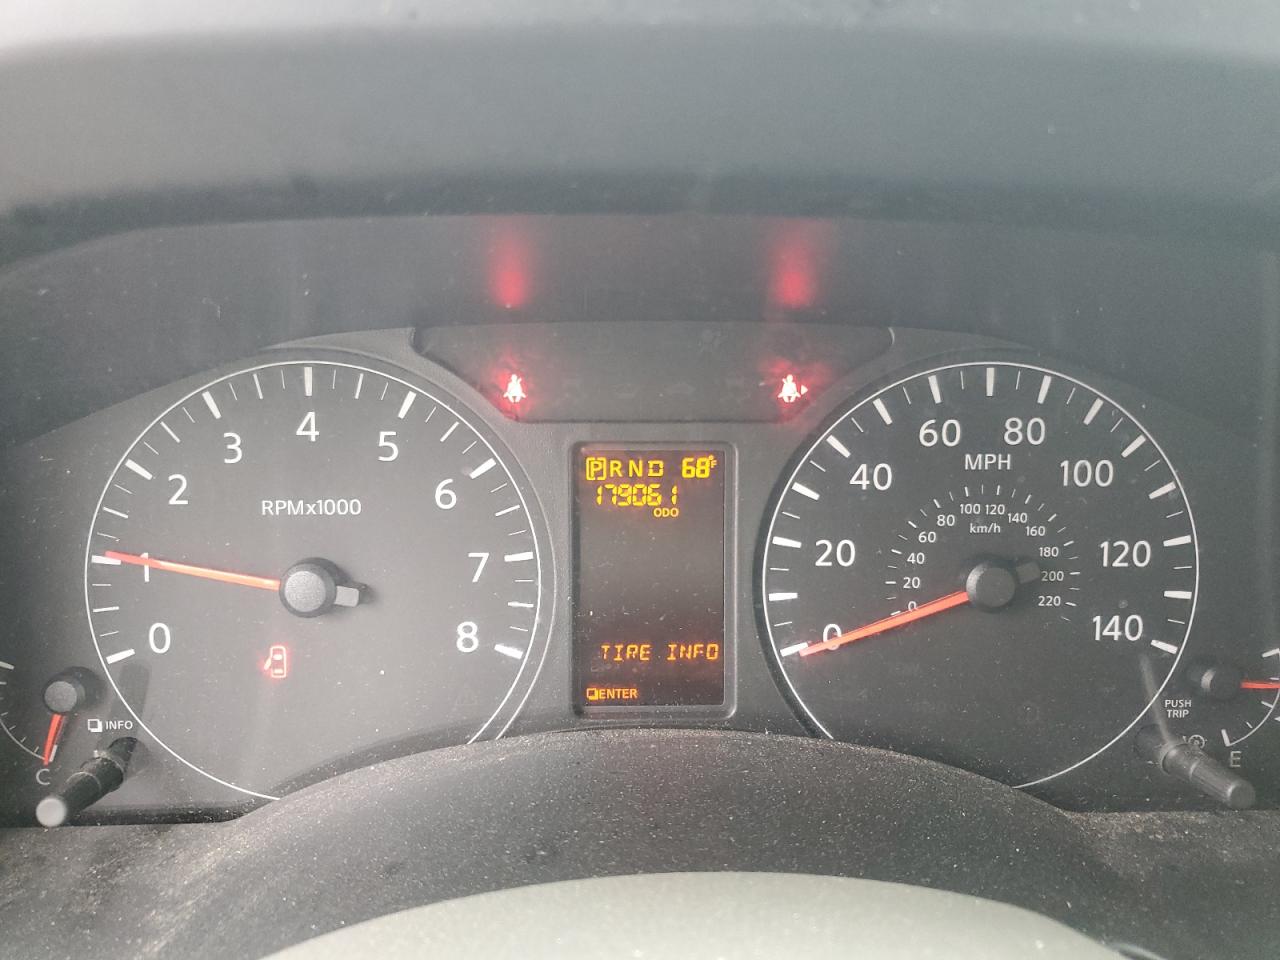 0 1 2 3 4 5 6 7 8
RPMx1000
P R N D 68°F
179061
ODO
TIRE INFO
ENTER
0 20 40 60 80 100 120 140
MPH
0 20 40 60 80 100 120 140 160 180 200 220
km/h
C
INFO
PUSH
TRIP
E